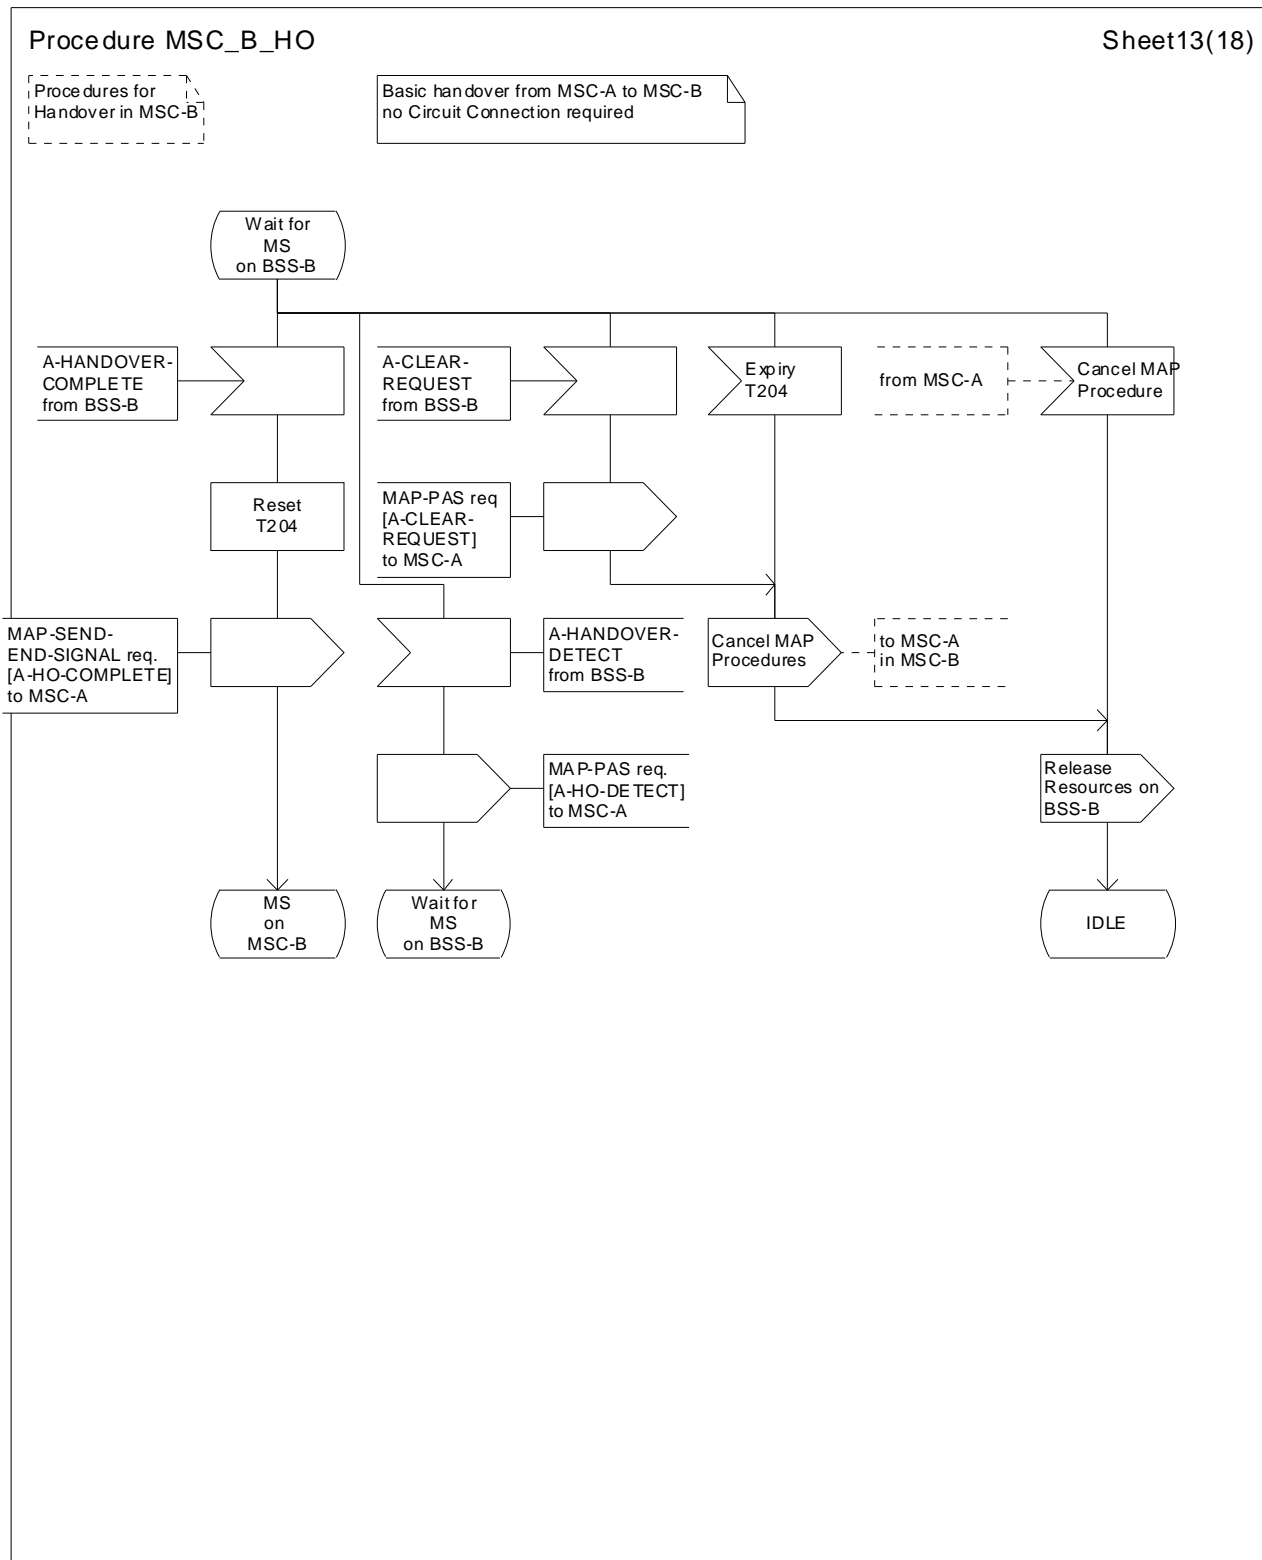 Procedure MSC_B_HO
Sheet13(18)
Procedures for
Handover in MSC-B
Basic handover from MSC-A to MSC-B
no Circuit Connection required
Wait for
MS
on BSS-B
A-HANDOVER-
COMPLETE
from BSS-B
A-CLEAR-
REQUEST
from BSS-B
Expiry
T204
from MSC-A
Cancel MAP
Procedure
Reset
T204
MAP-PAS req
[A-CLEAR-
REQUEST]
to MSC-A
MAP-SEND-
END-SIGNAL req.
[A-HO-COMPLETE]
to MSC-A
A-HANDOVER-
DETECT
from BSS-B
Cancel MAP
Procedures
to MSC-A
in MSC-B
MAP-PAS req.
[A-HO-DETECT]
to MSC-A
Release
Resources on
BSS-B
MS
on
MSC-B
Wait for
MS
on BSS-B
IDLE